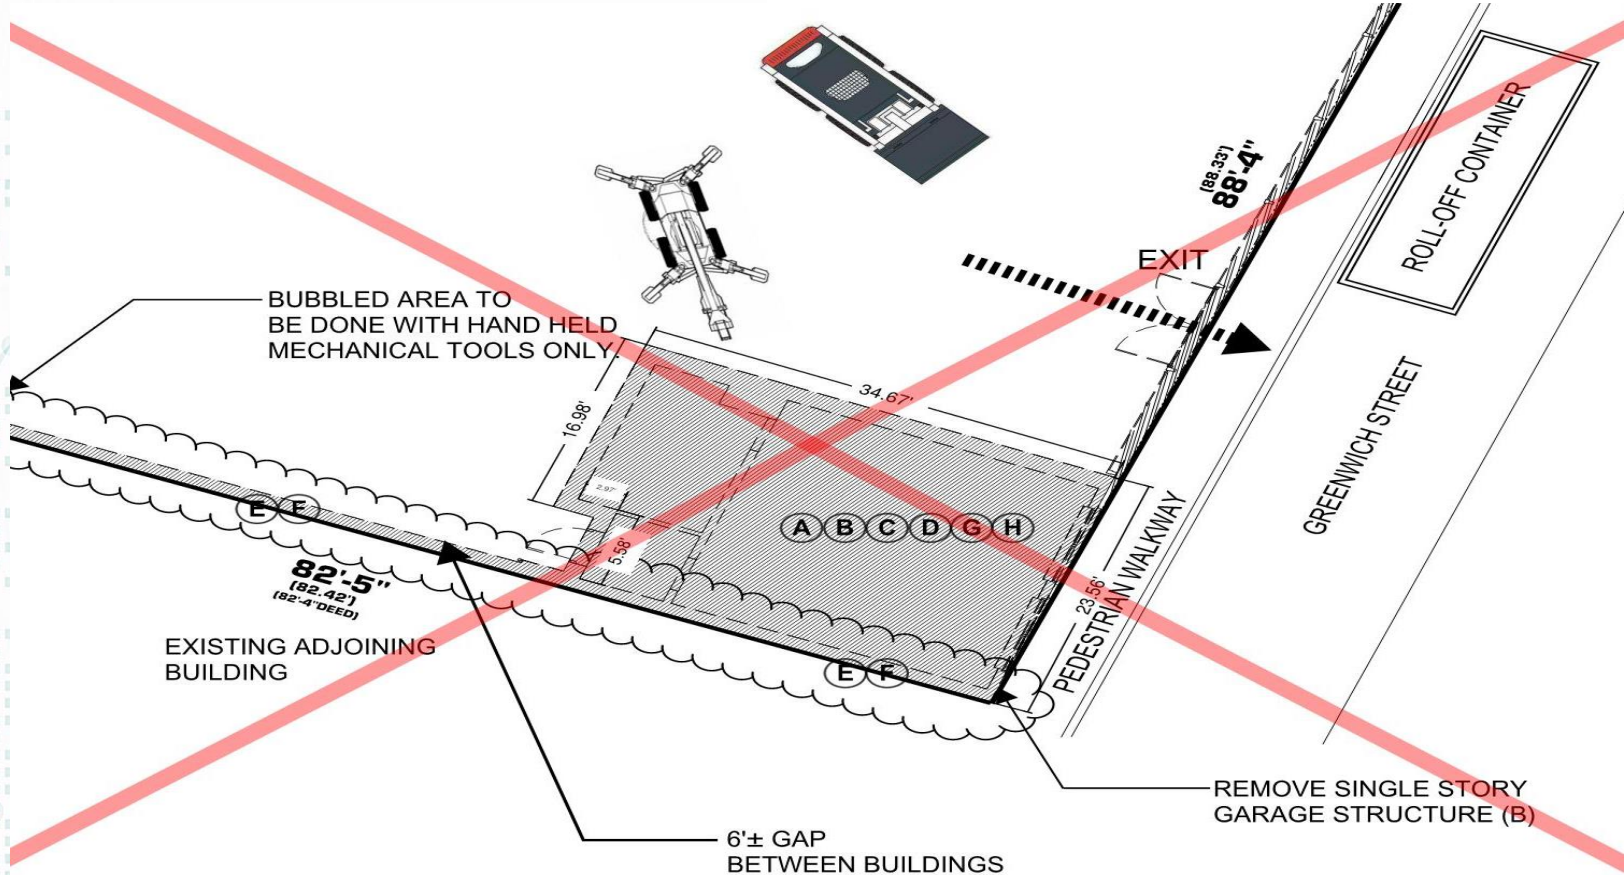 (88.33')
88'-4"
ROLL-OFF CONTAINER
EXIT
BUBBLED AREA TO
BE DONE WITH HAND HELD
MECHANICAL TOOLS ONLY.
34.67'
16.98'
GREENWICH STREET
2.97'
E F
A B C D G H
5.58'
23.56'
PEDESTRIAN WALKWAY
82'-5"
(82.42')
(82'-4"DEED)
EXISTING ADJOINING
BUILDING
E F
REMOVE SINGLE STORY
GARAGE STRUCTURE (B)
6'± GAP
BETWEEN BUILDINGS